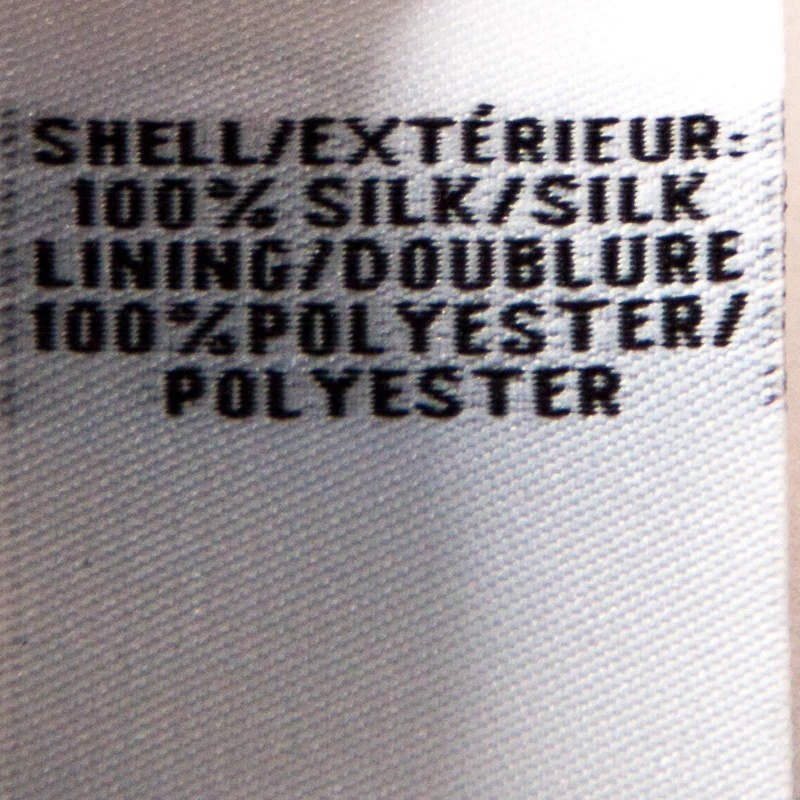 SHELL/EXTÉRIEUR:
100% SILK/SILK
LINING/DOUBLURE
100%POLYESTER/
POLYESTER